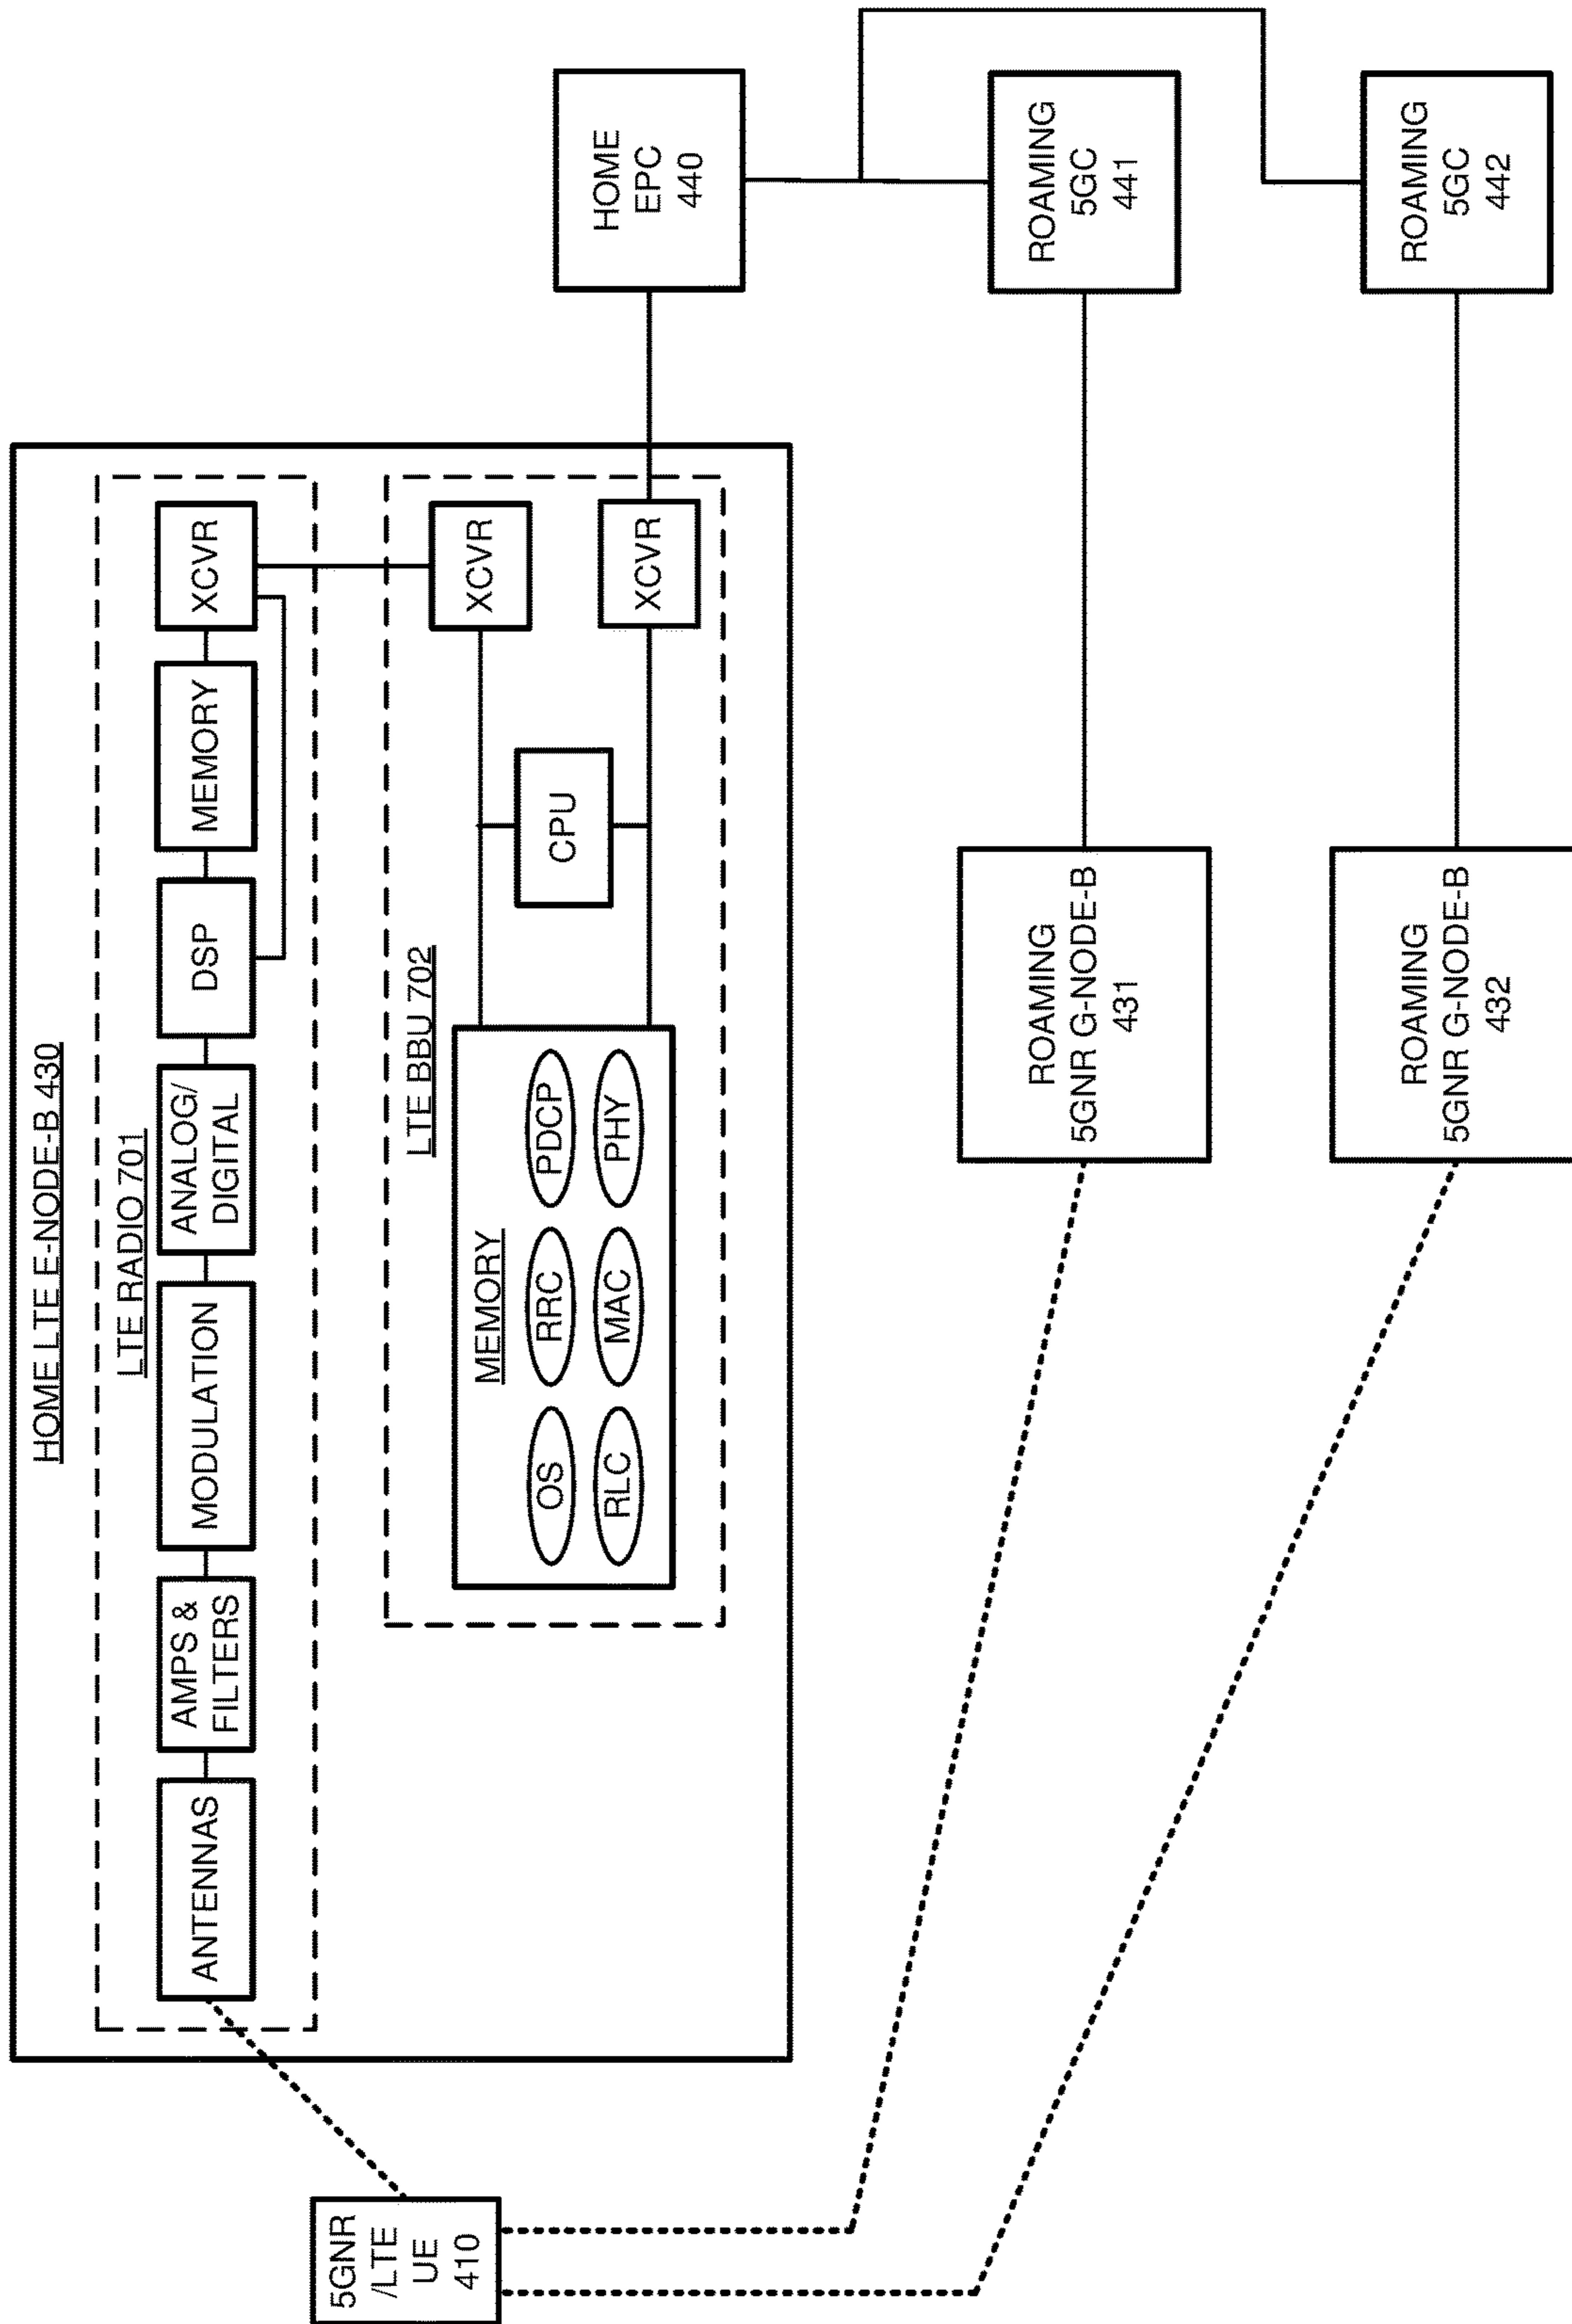 HOME LTE E-NODE-B 430
LTE RADIO 701
ANTENNAS
AMPS &
FILTERS
MODULATION
ANALOG/
DIGITAL
DSP
MEMORY
XCVR
LTE BBU 702
MEMORY
OS
RRC
PDCP
RLC
MAC
PHY
CPU
XCVR
XCVR
5GNR
/LTE
UE
410
HOME
EPC
440
ROAMING
5GNR G-NODE-B
431
ROAMING
5GC
441
ROAMING
5GNR G-NODE-B
432
ROAMING
5GC
442